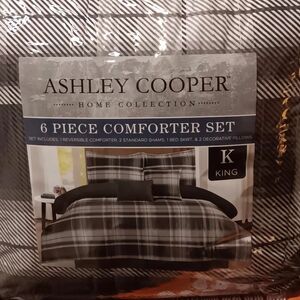 ASHLEY COOPER™
HOME COLLECTION
6 PIECE COMFORTER SET
SET INCLUDES: 1 REVERSIBLE COMFORTER, 2 STANDARD SHAMS, 1 BED SKIRT, & 2 DECORATIVE PILLOWS
K
KING